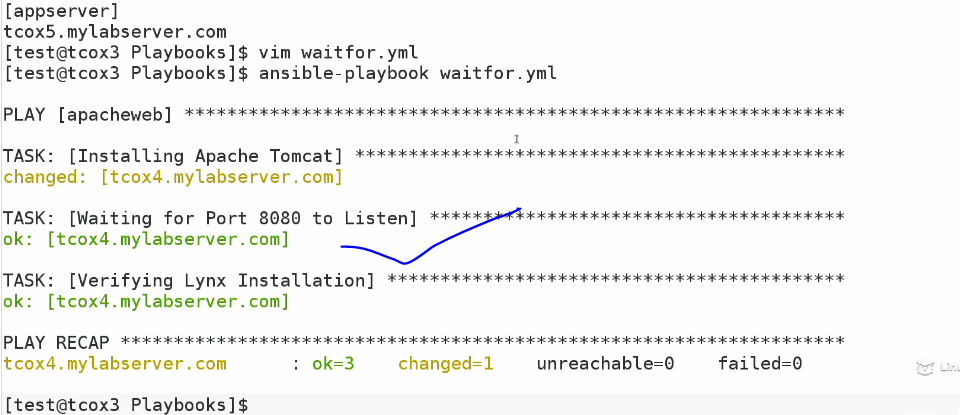 [appserver]
tcox5.mylabserver.com
[test@tcox3 Playbooks]$ vim waitfor.yml
[test@tcox3 Playbooks]$ ansible-playbook waitfor.yml
PLAY [apacheweb] **************************************************************
TASK: [Installing Apache Tomcat] **********************************************
changed: [tcox4.mylabserver.com]
TASK: [Waiting for Port 8080 to Listen] ***************************************
ok: [tcox4.mylabserver.com]
TASK: [Verifying Lynx Installation] *******************************************
ok: [tcox4.mylabserver.com]
PLAY RECAP ********************************************************************
tcox4.mylabserver.com      : ok=3    changed=1    unreachable=0    failed=0
[test@tcox3 Playbooks]$